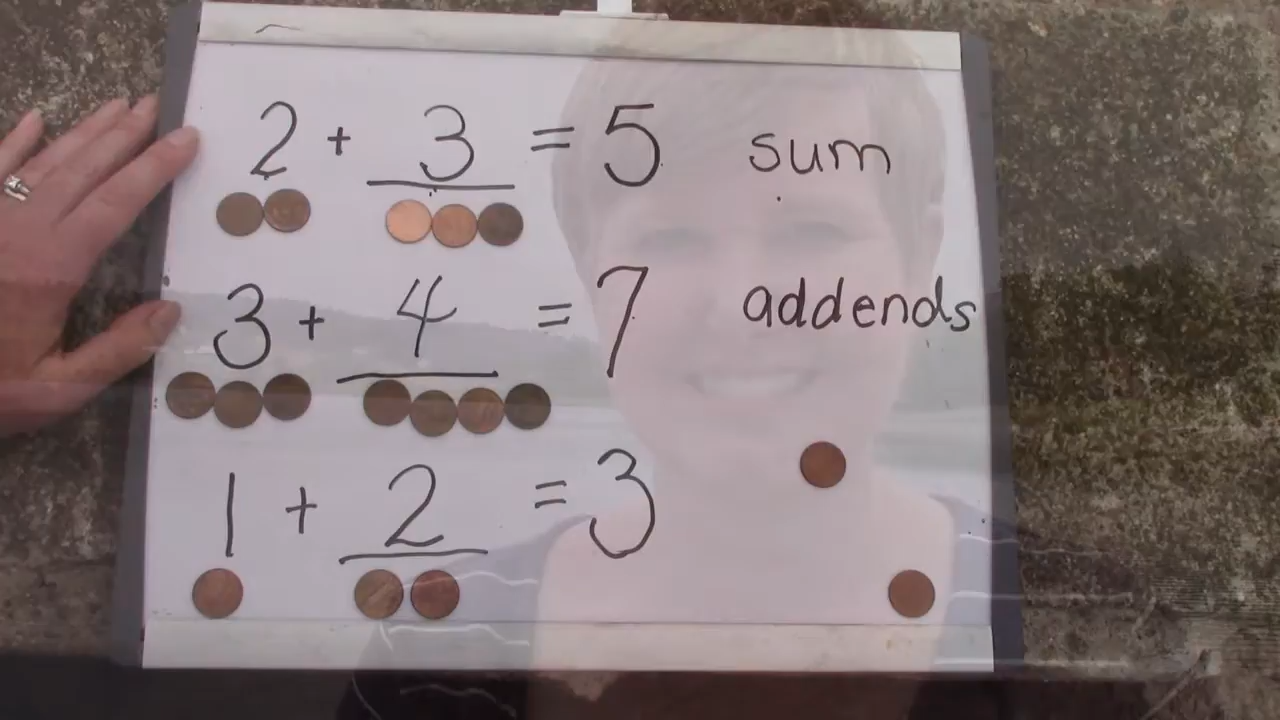 2 + 3 = 5 sum
3 + 4 = 7 addends
1 + 2 = 3